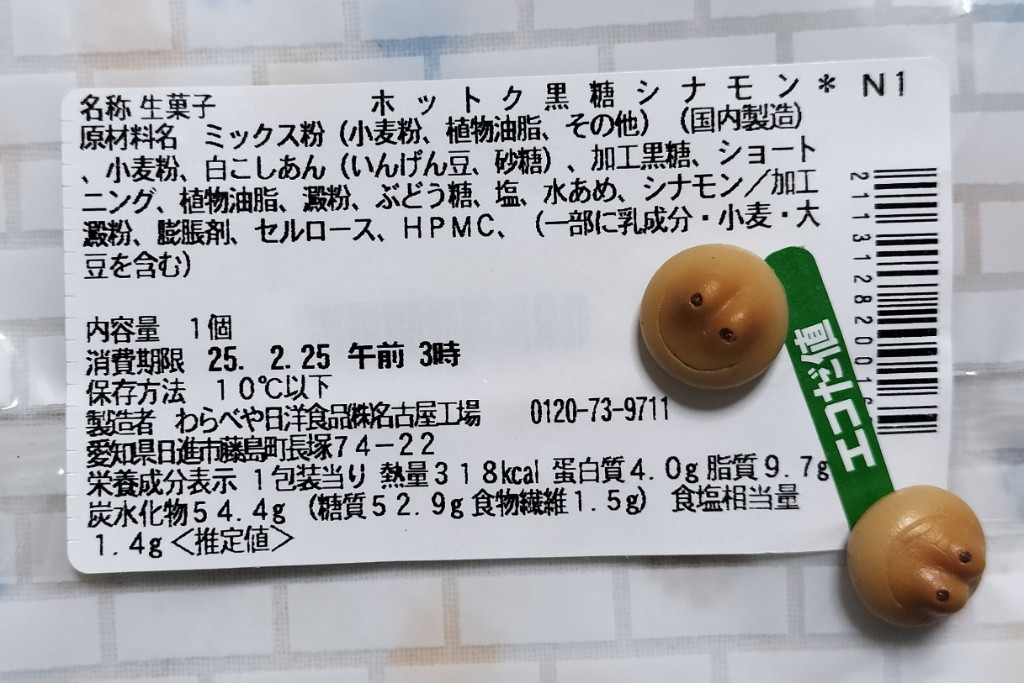 名称 生菓子 ホットク黒糖シナモン＊ N1
原材料名 ミックス粉（小麦粉、植物油脂、その他）（国内製造）
、小麦粉、白こしあん（いんげん豆、砂糖）、加工黒糖、ショート
ニング、植物油脂、澱粉、ぶどう糖、塩、水あめ、シナモン／加工
澱粉、膨脹剤、セルロース、HPMC、（一部に乳成分・小麦・大
豆を含む）
内容量 1個
消費期限 25. 2.25 午前 3時
保存方法 10℃以下
製造者 わらべや日洋食品㈱名古屋工場 0120-73-9711
愛知県日進市藤島町長塚74－22
栄養成分表示 1包装当り 熱量318kcal 蛋白質4.0g 脂質9.7g
炭水化物54.4g（糖質52.9g食物繊維1.5g） 食塩相当量
1.4g＜推定値＞
エコだ値